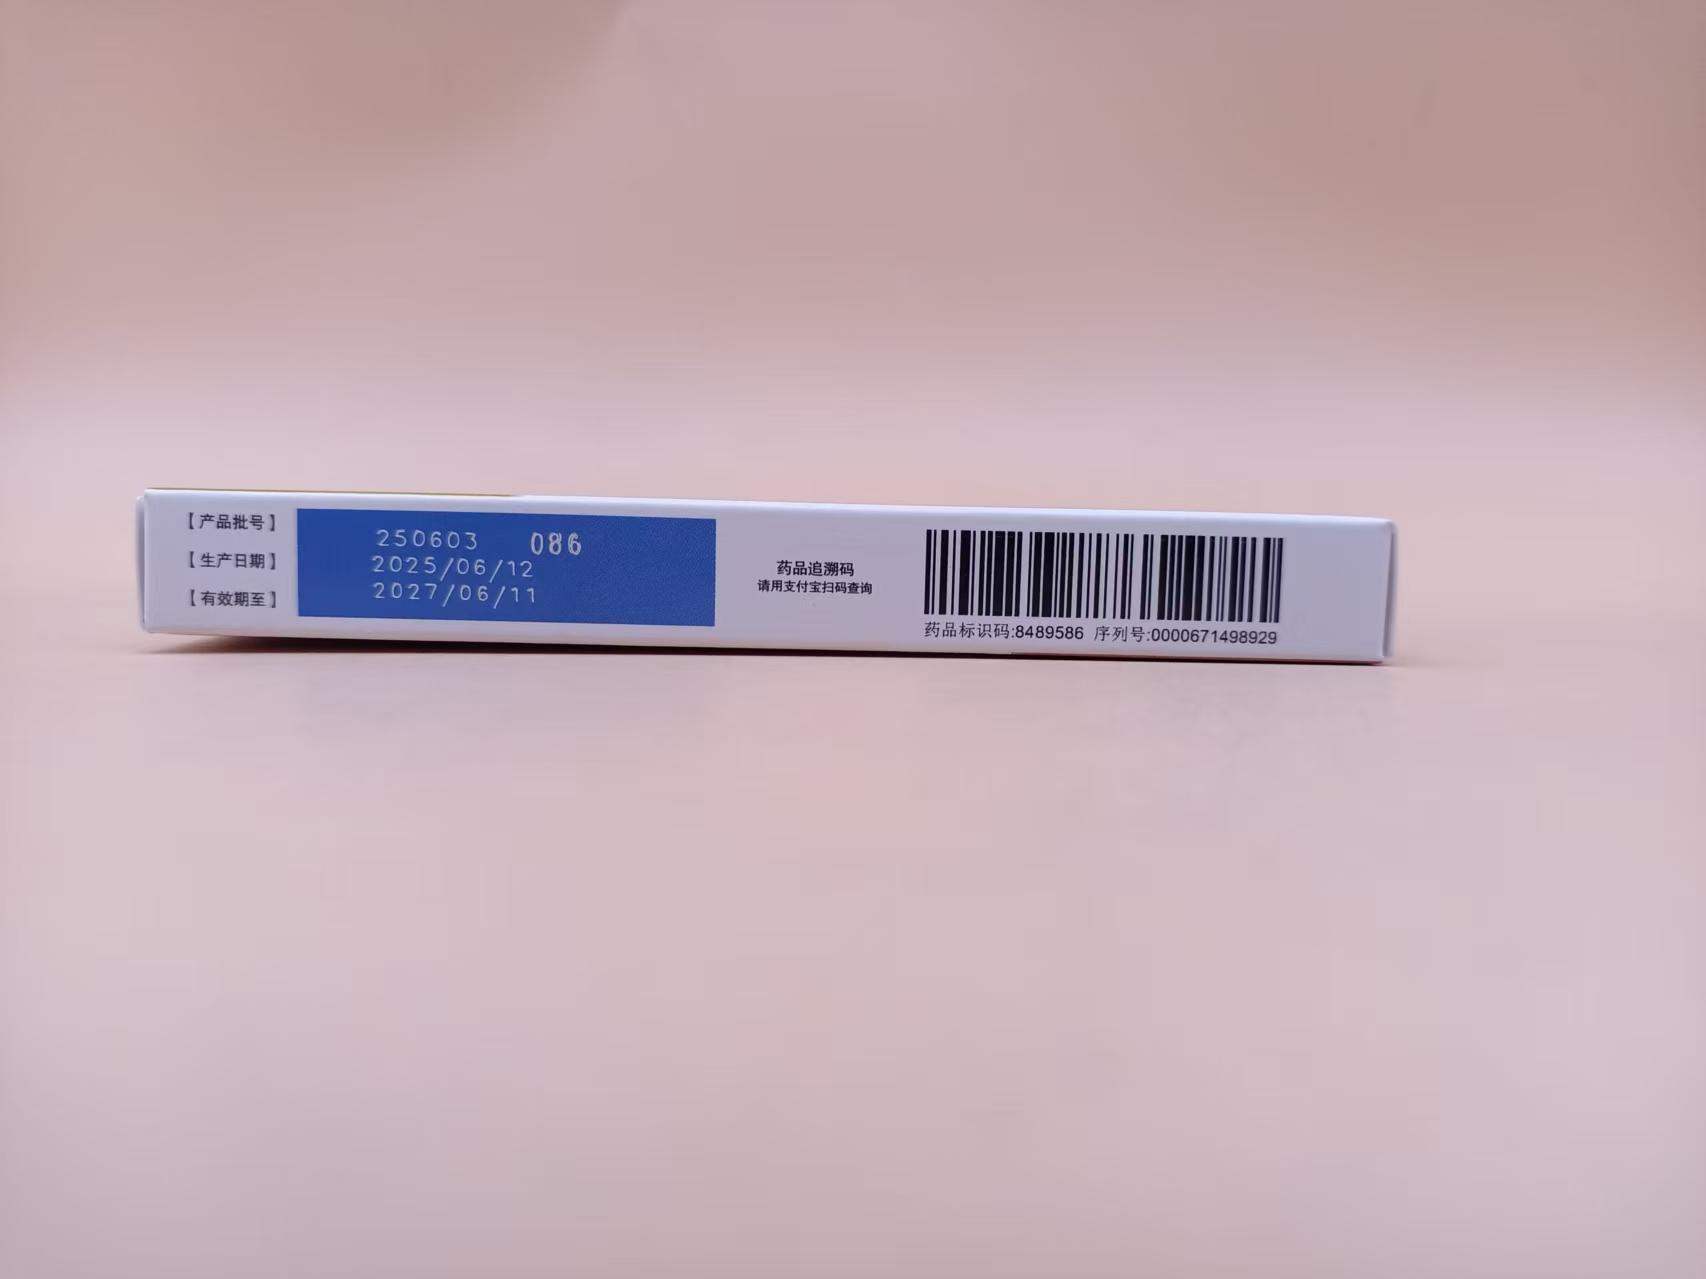 【产品批号】 250603 086
【生产日期】 2025/06/12
【有效期至】 2027/06/11
药品追溯码
请用支付宝扫码查询
药品标识码:8489586 序列号:0000671498929